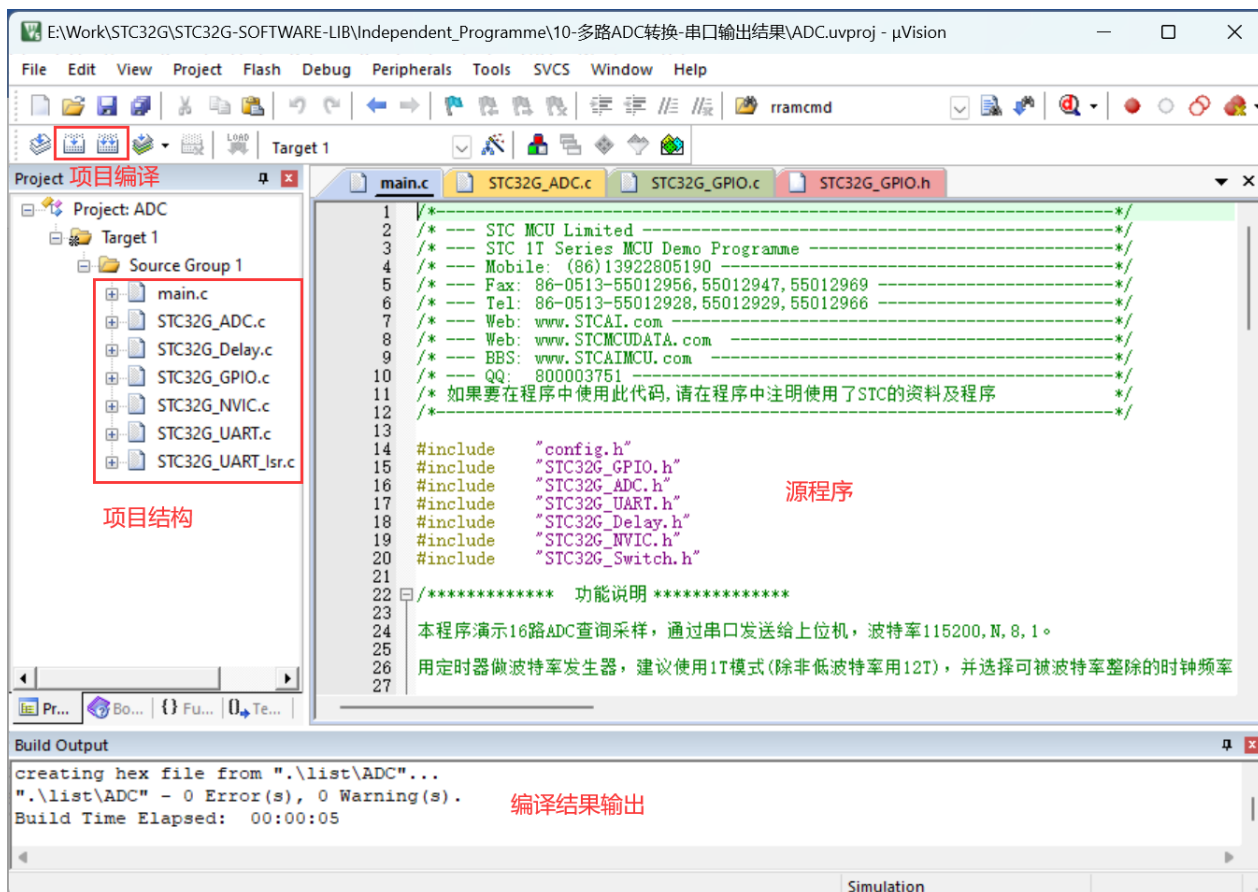 E:\Work\STC32G\STC32G-SOFTWARE-LIB\Independent_Programme\10-多路ADC转换-串口输出结果\ADC.uvproj - µVision
File Edit View Project Flash Debug Peripherals Tools SVCS Window Help
rramcmd
LOAD
Target 1
Project 项目编译
main.c STC32G_ADC.c STC32G_GPIO.c STC32G_GPIO.h
Project: ADC
Target 1
Source Group 1
main.c
STC32G_ADC.c
STC32G_Delay.c
STC32G_GPIO.c
STC32G_NVIC.c
STC32G_UART.c
STC32G_UART_Isr.c
项目结构
1 /*---------------------------------------------------------------------*/
2 /* --- STC MCU Limited ------------------------------------------------*/
3 /* --- STC 1T Series MCU Demo Programme -------------------------------*/
4 /* --- Mobile: (86)13922805190 ----------------------------------------*/
5 /* --- Fax: 86-0513-55012956,55012947,55012969 ------------------------*/
6 /* --- Tel: 86-0513-55012928,55012929,55012966 ------------------------*/
7 /* --- Web: www.STCAI.com ---------------------------------------------*/
8 /* --- Web: www.STCMCUDATA.com ---------------------------------------*/
9 /* --- BBS: www.STCAIMCU.com -----------------------------------------*/
10 /* --- QQ: 800003751 -------------------------------------------------*/
11 /* 如果要在程序中使用此代码,请在程序中注明使用了STC的资料及程序 */
12 /*---------------------------------------------------------------------*/
13
14 #include "config.h"
15 #include "STC32G_GPIO.h"
16 #include "STC32G_ADC.h"
17 #include "STC32G_UART.h"
18 #include "STC32G_Delay.h"
19 #include "STC32G_NVIC.h"
20 #include "STC32G_Switch.h"
源程序
21
22 /************* 功能说明 **************
23
24 本程序演示16路ADC查询采样，通过串口发送给上位机，波特率115200,N,8,1。
25
26 用定时器做波特率发生器，建议使用1T模式(除非低波特率用12T)，并选择可被波特率整除的时钟频率
27
Pr... Bo... {} Fu... Te...
Build Output
creating hex file from ".\list\ADC"...
".\list\ADC" - 0 Error(s), 0 Warning(s).
Build Time Elapsed: 00:00:05
编译结果输出
Simulation